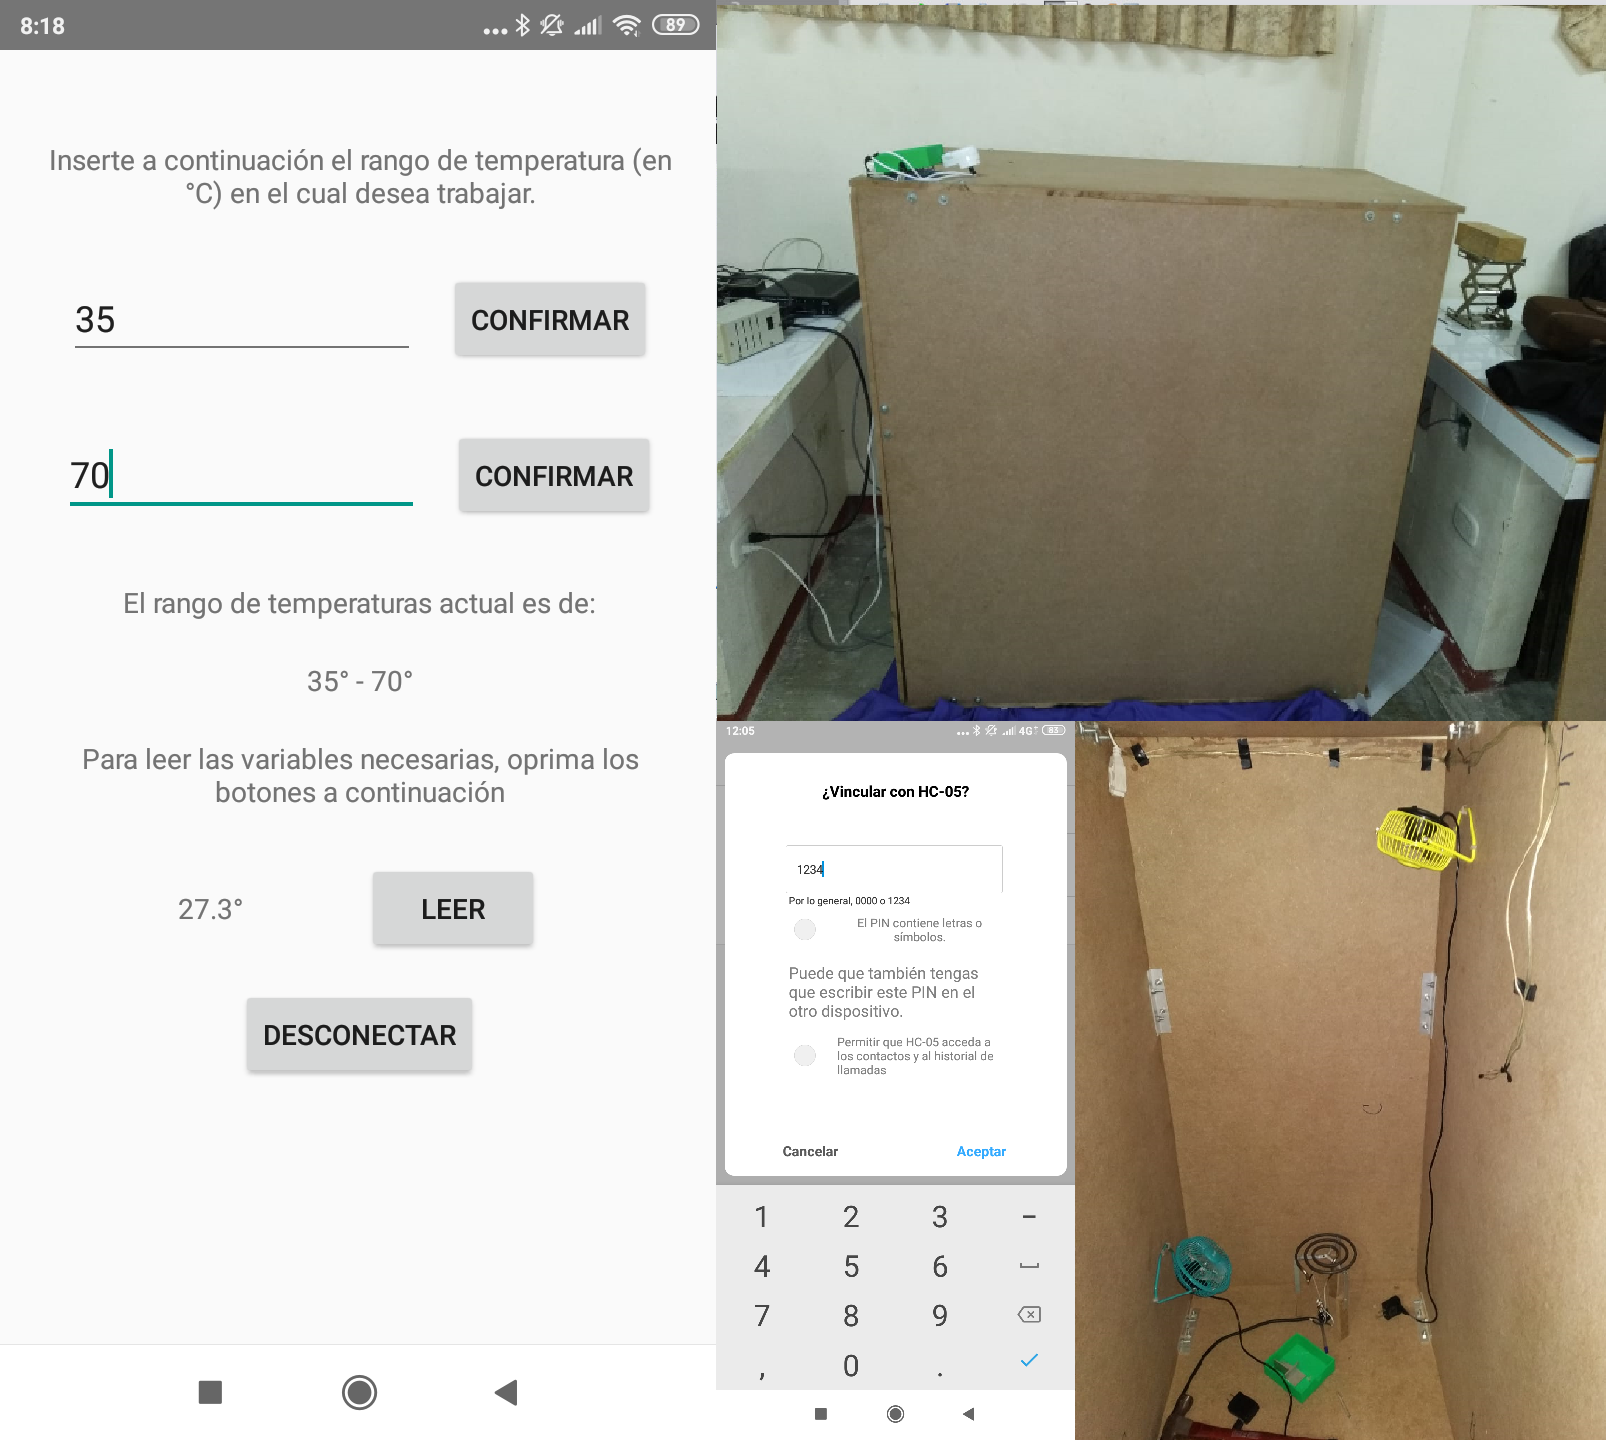 8:18
89
Inserte a continuación el rango de temperatura (en
°C) en el cual desea trabajar.
35
CONFIRMAR
70
CONFIRMAR
El rango de temperaturas actual es de:
35° - 70°
Para leer las variables necesarias, oprima los
botones a continuación
27.3°
LEER
DESCONECTAR
12:05
4G
83
¿Vincular con HC-05?
1234
Por lo general, 0000 o 1234
El PIN contiene letras o
símbolos.
Puede que también tengas
que escribir este PIN en el
otro dispositivo.
Permitir que HC-05 acceda a
los contactos y al historial de
llamadas
Cancelar
Aceptar
1 2 3 -
4 5 6
7 8 9
, 0 .